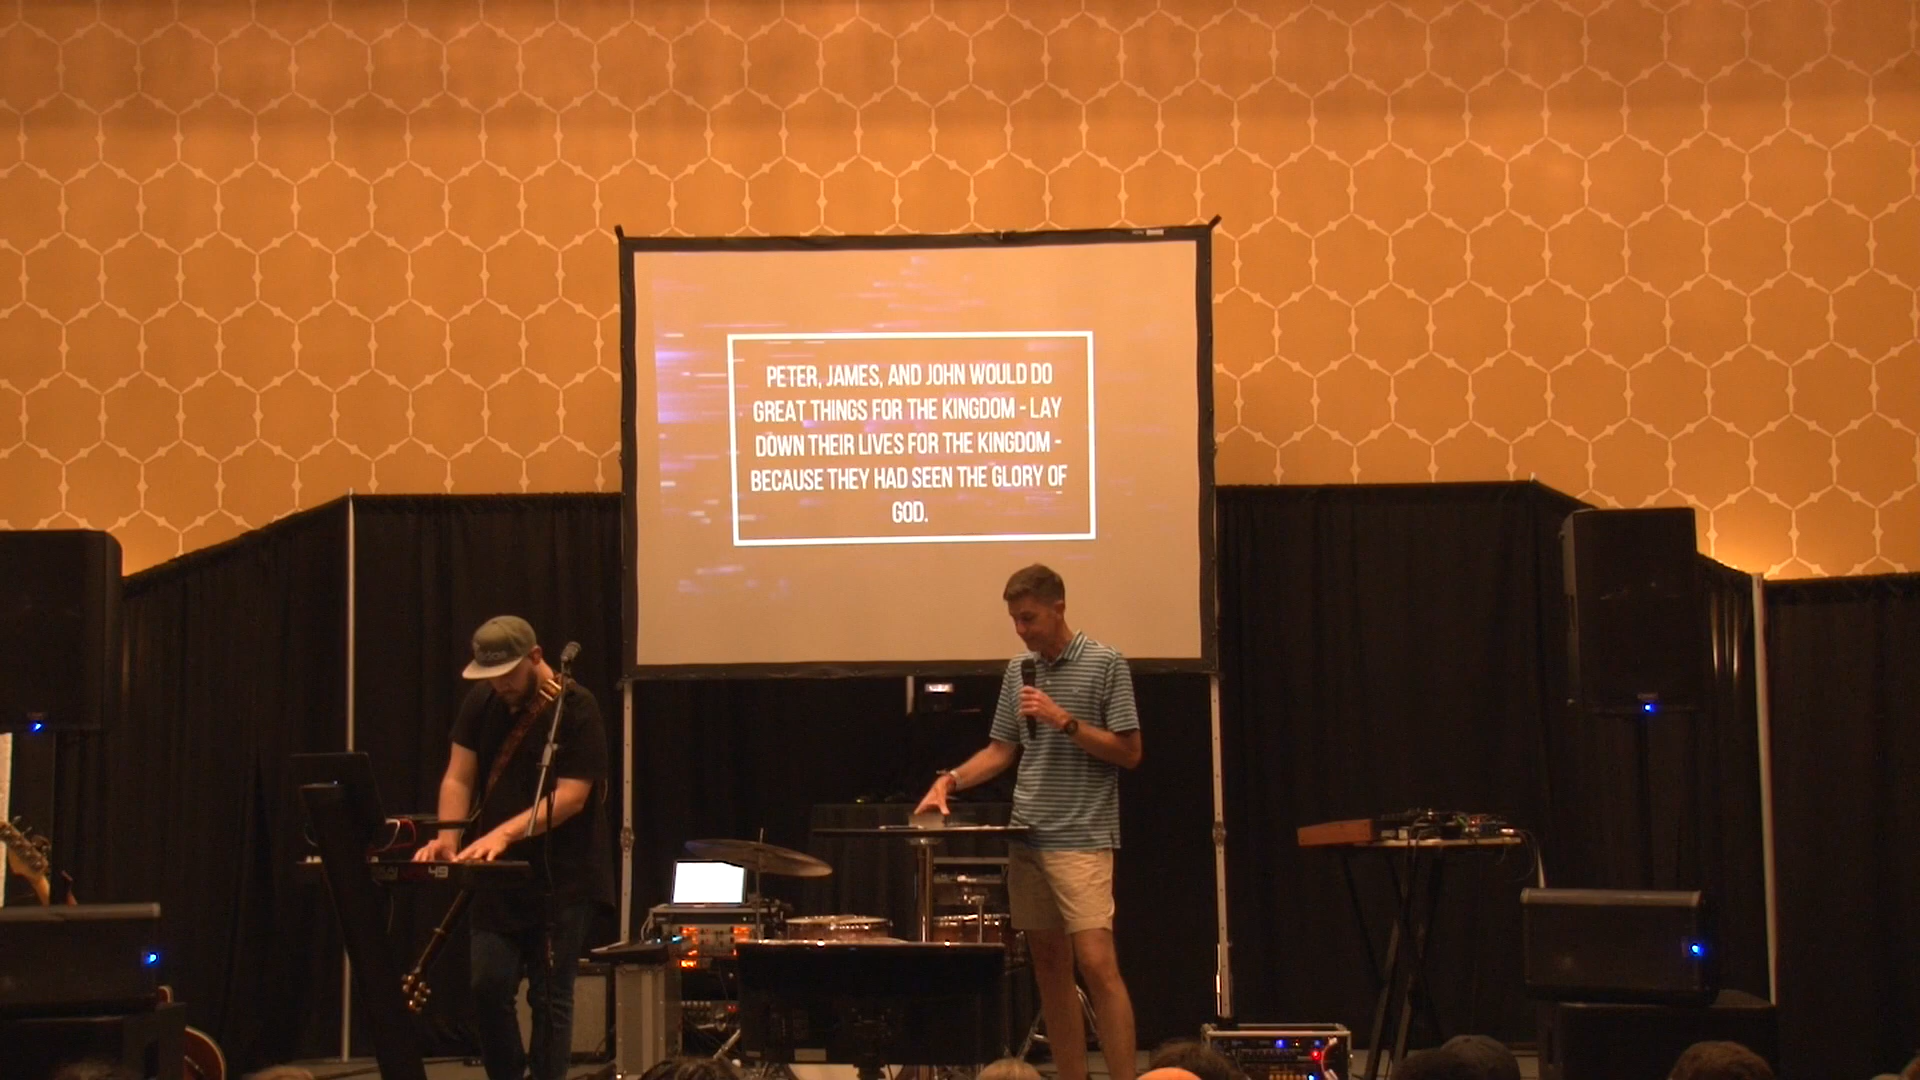 PETER, JAMES, AND JOHN WOULD DO
GREAT THINGS FOR THE KINGDOM - LAY
DOWN THEIR LIVES FOR THE KINGDOM -
BECAUSE THEY HAD SEEN THE GLORY OF
GOD.
49